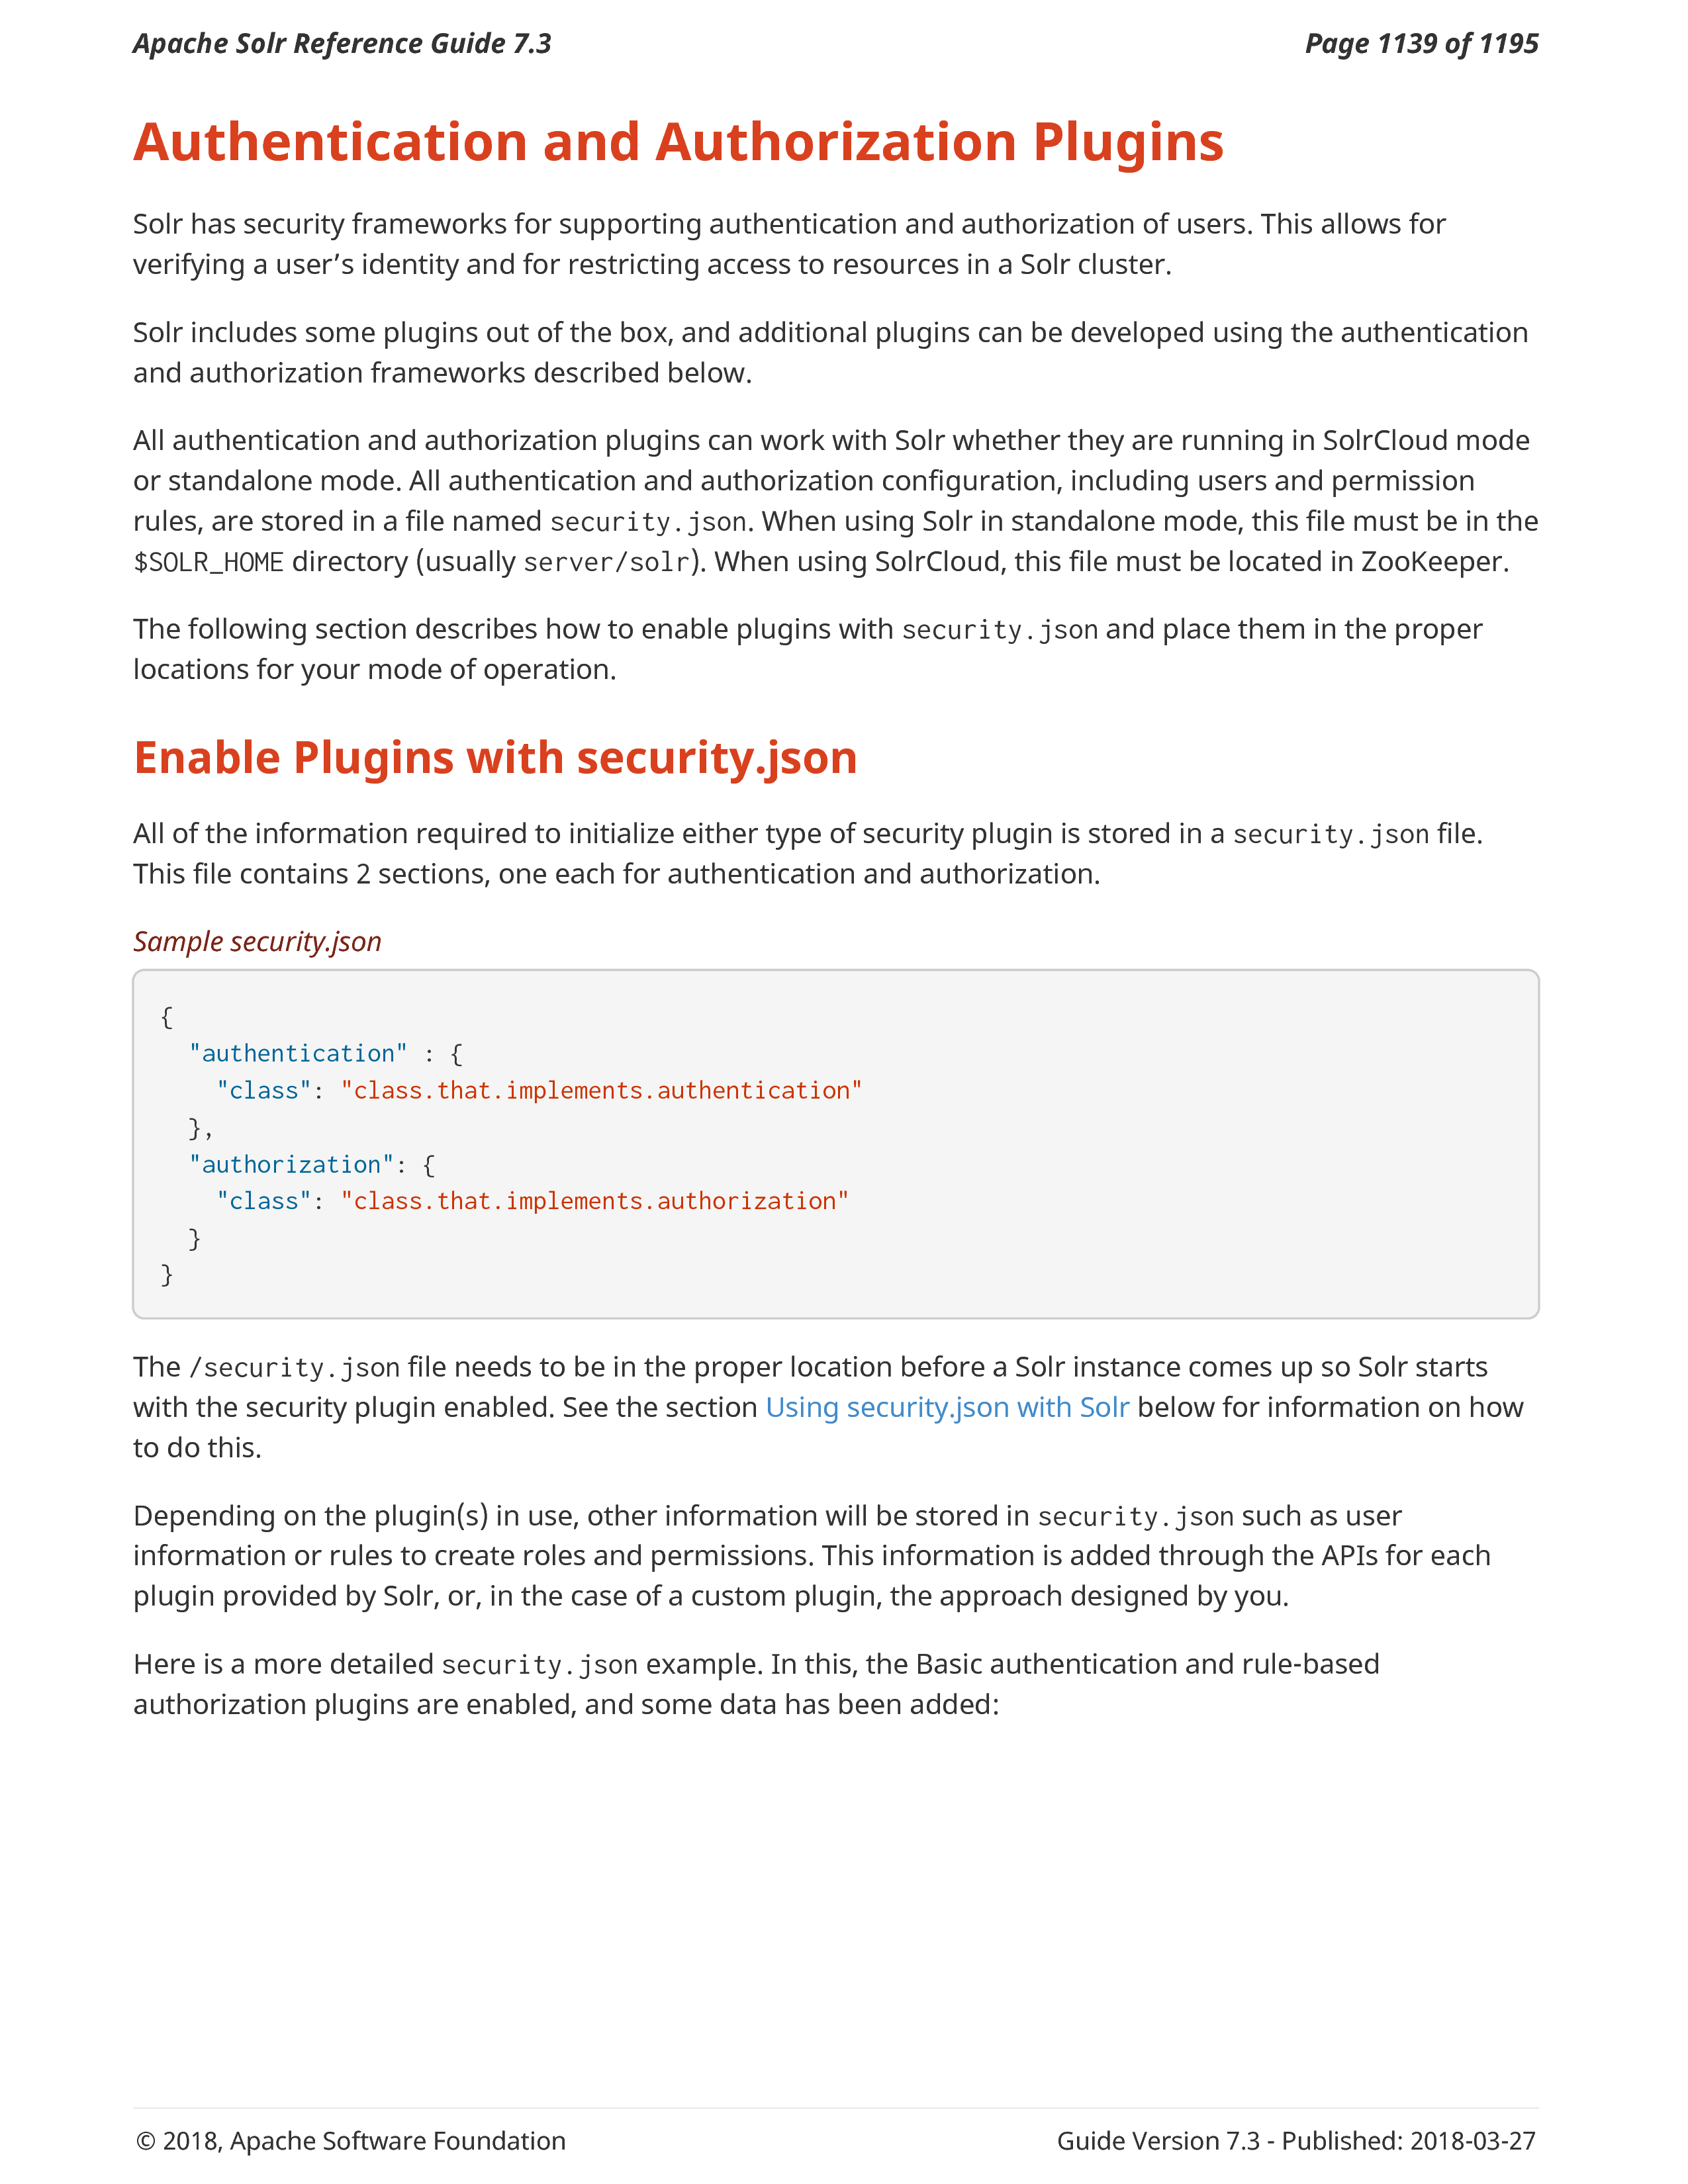 Apache Solr Reference Guide 7.3
Page 1139 of 1195
Authentication and Authorization Plugins
Solr has security frameworks for supporting authentication and authorization of users. This allows for
verifying a user’s identity and for restricting access to resources in a Solr cluster.
Solr includes some plugins out of the box, and additional plugins can be developed using the authentication
and authorization frameworks described below.
All authentication and authorization plugins can work with Solr whether they are running in SolrCloud mode
or standalone mode. All authentication and authorization configuration, including users and permission
rules, are stored in a file named security.json. When using Solr in standalone mode, this file must be in the
$SOLR_HOME directory (usually server/solr). When using SolrCloud, this file must be located in ZooKeeper.
The following section describes how to enable plugins with security.json and place them in the proper
locations for your mode of operation.
Enable Plugins with security.json
All of the information required to initialize either type of security plugin is stored in a security.json file.
This file contains 2 sections, one each for authentication and authorization.
Sample security.json
{
  "authentication" : {
    "class": "class.that.implements.authentication"
  },
  "authorization": {
    "class": "class.that.implements.authorization"
  }
}
The /security.json file needs to be in the proper location before a Solr instance comes up so Solr starts
with the security plugin enabled. See the section Using security.json with Solr below for information on how
to do this.
Depending on the plugin(s) in use, other information will be stored in security.json such as user
information or rules to create roles and permissions. This information is added through the APIs for each
plugin provided by Solr, or, in the case of a custom plugin, the approach designed by you.
Here is a more detailed security.json example. In this, the Basic authentication and rule-based
authorization plugins are enabled, and some data has been added:
© 2018, Apache Software Foundation
Guide Version 7.3 - Published: 2018-03-27